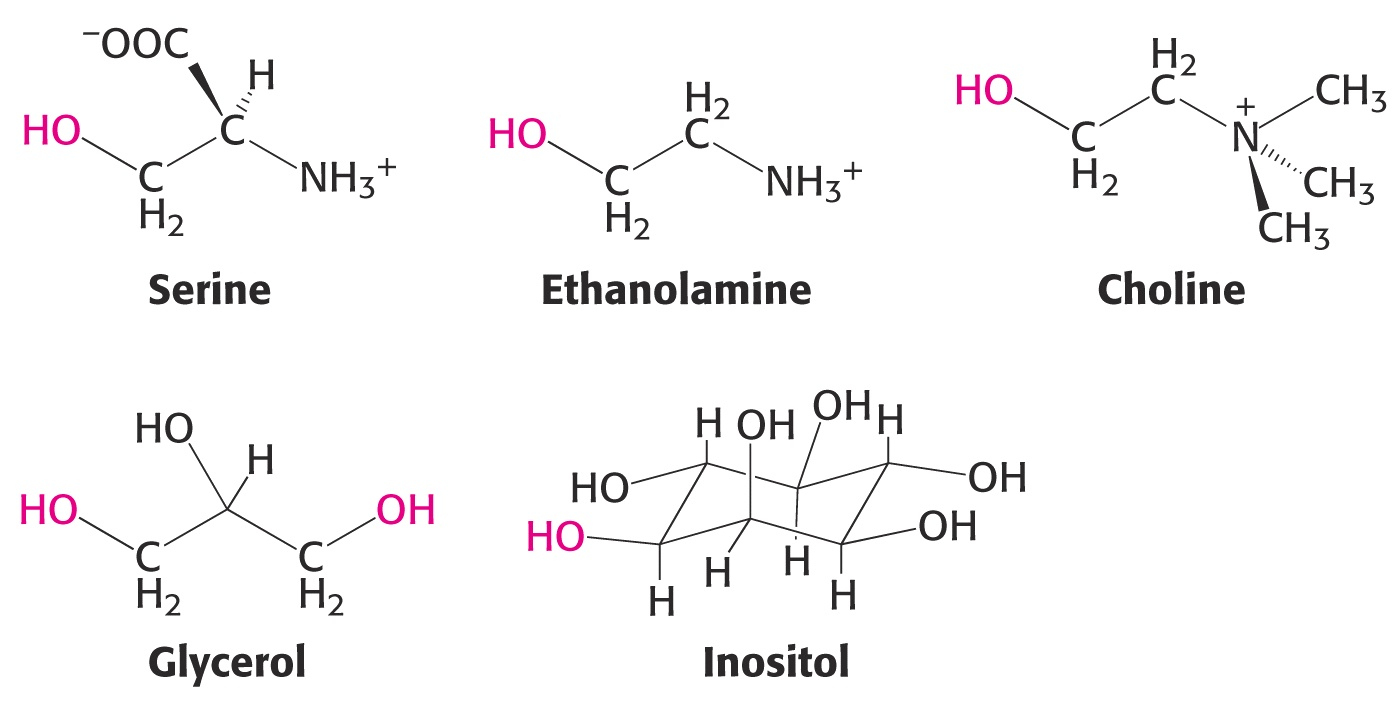 ⁻OOC
H
HO
C
C
H₂
NH₃⁺
Serine
H₂
HO
C
C
H₂
NH₃⁺
Ethanolamine
H₂
HO
C
+
CH₃
C
N
H₂
CH₃
CH₃
Choline
HO
H
HO
OH
C
C
H₂
H₂
Glycerol
H
OH
OH
H
HO
OH
HO
OH
H
H
H
H
Inositol